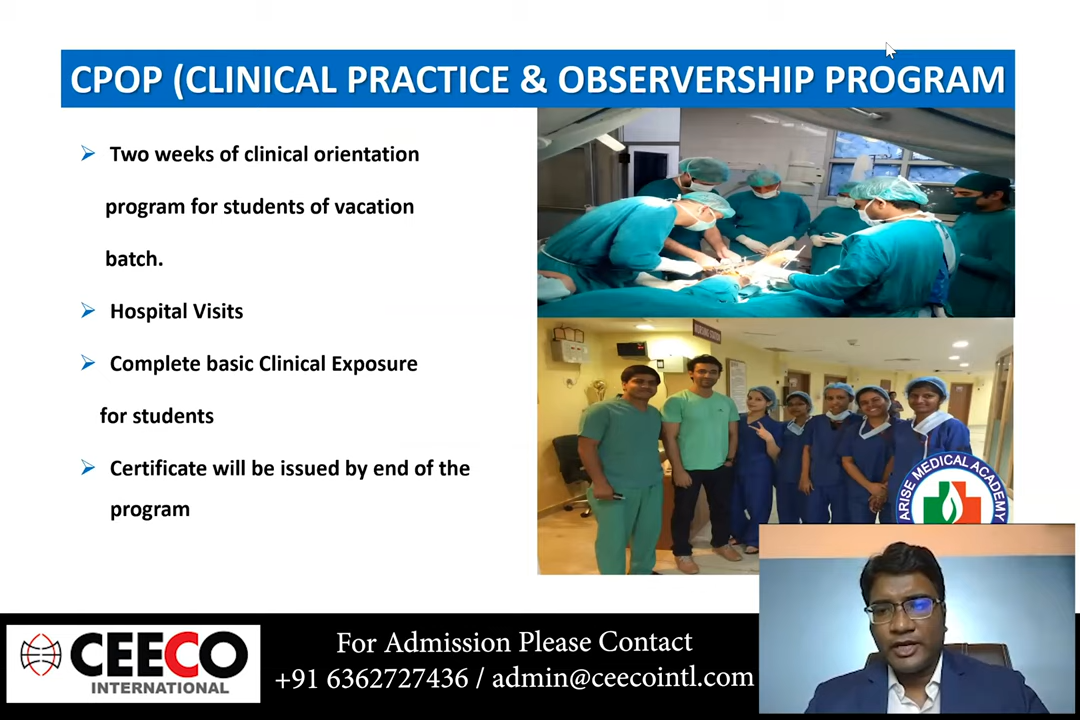 CPOP (CLINICAL PRACTICE & OBSERVERSHIP PROGRAM
Two weeks of clinical orientation
program for students of vacation
batch.
Hospital Visits
Complete basic Clinical Exposure
for students
Certificate will be issued by end of the
program
ARISE MEDICAL ACADEMY
CEECO
INTERNATIONAL
For Admission Please Contact
+91 6362727436 / admin@ceecointl.com